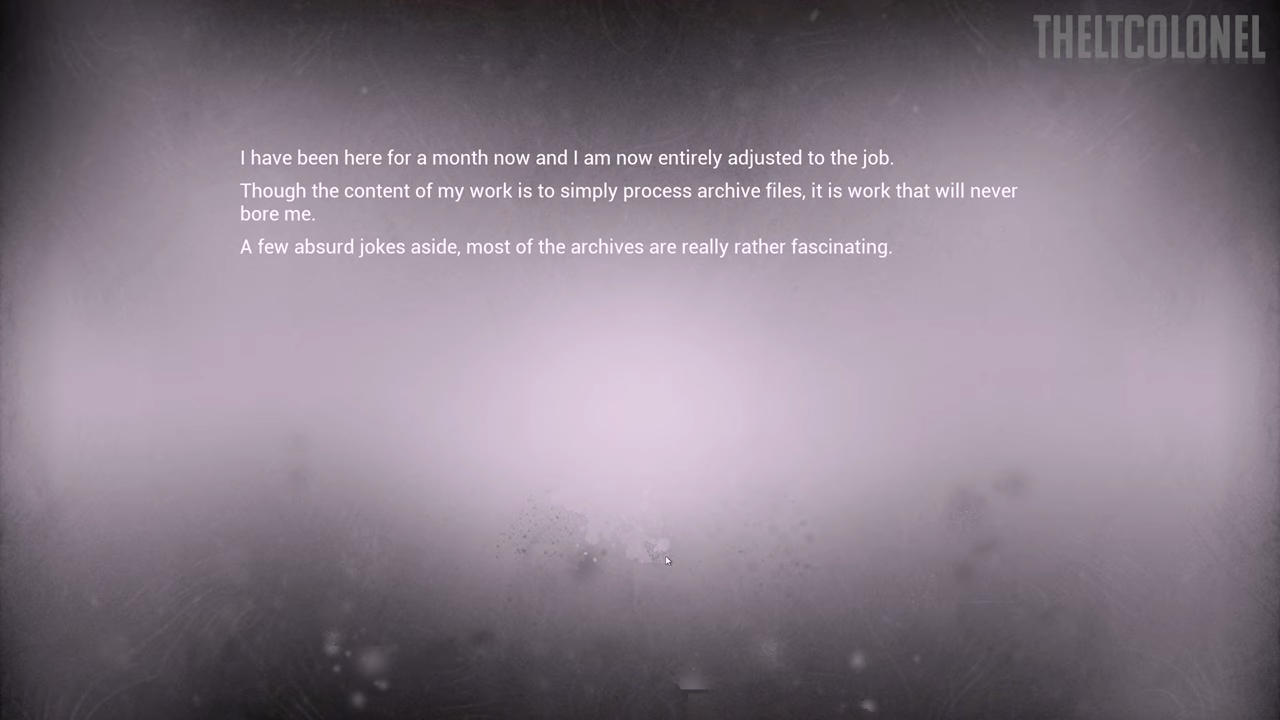 THELTCOLONEL
I have been here for a month now and I am now entirely adjusted to the job.
Though the content of my work is to simply process archive files, it is work that will never
bore me.
A few absurd jokes aside, most of the archives are really rather fascinating.